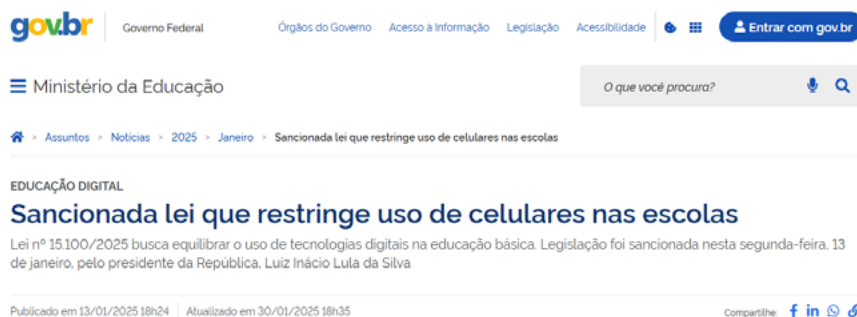 gov.br Governo Federal Órgãos do Governo Acesso à Informação Legislação Acessibilidade Entrar com gov.br
Ministério da Educação O que você procura?
> Assuntos > Notícias > 2025 > Janeiro > Sancionada lei que restringe uso de celulares nas escolas
EDUCAÇÃO DIGITAL
Sancionada lei que restringe uso de celulares nas escolas
Lei nº 15.100/2025 busca equilibrar o uso de tecnologias digitais na educação básica. Legislação foi sancionada nesta segunda-feira, 13
de janeiro, pelo presidente da República, Luiz Inácio Lula da Silva
Publicado em 13/01/2025 18h24 Atualizado em 30/01/2025 18h35 Compartilhe: